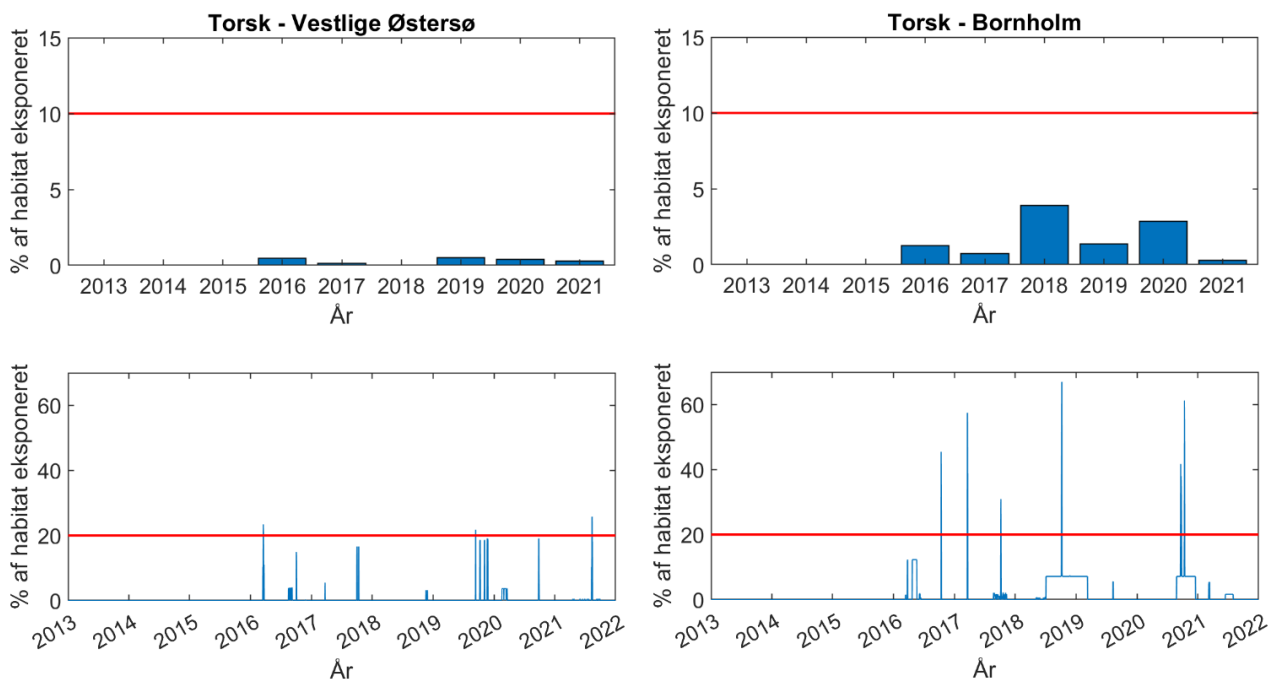 Torsk - Vestlige Østersø
% af habitat eksponeret
15
10
5
0
2013 2014 2015 2016 2017 2018 2019 2020 2021
År
Torsk - Bornholm
% af habitat eksponeret
15
10
5
0
2013 2014 2015 2016 2017 2018 2019 2020 2021
År
% af habitat eksponeret
60
40
20
0
2013 2014 2015 2016 2017 2018 2019 2020 2021 2022
År
% af habitat eksponeret
60
40
20
0
2013 2014 2015 2016 2017 2018 2019 2020 2021 2022
År